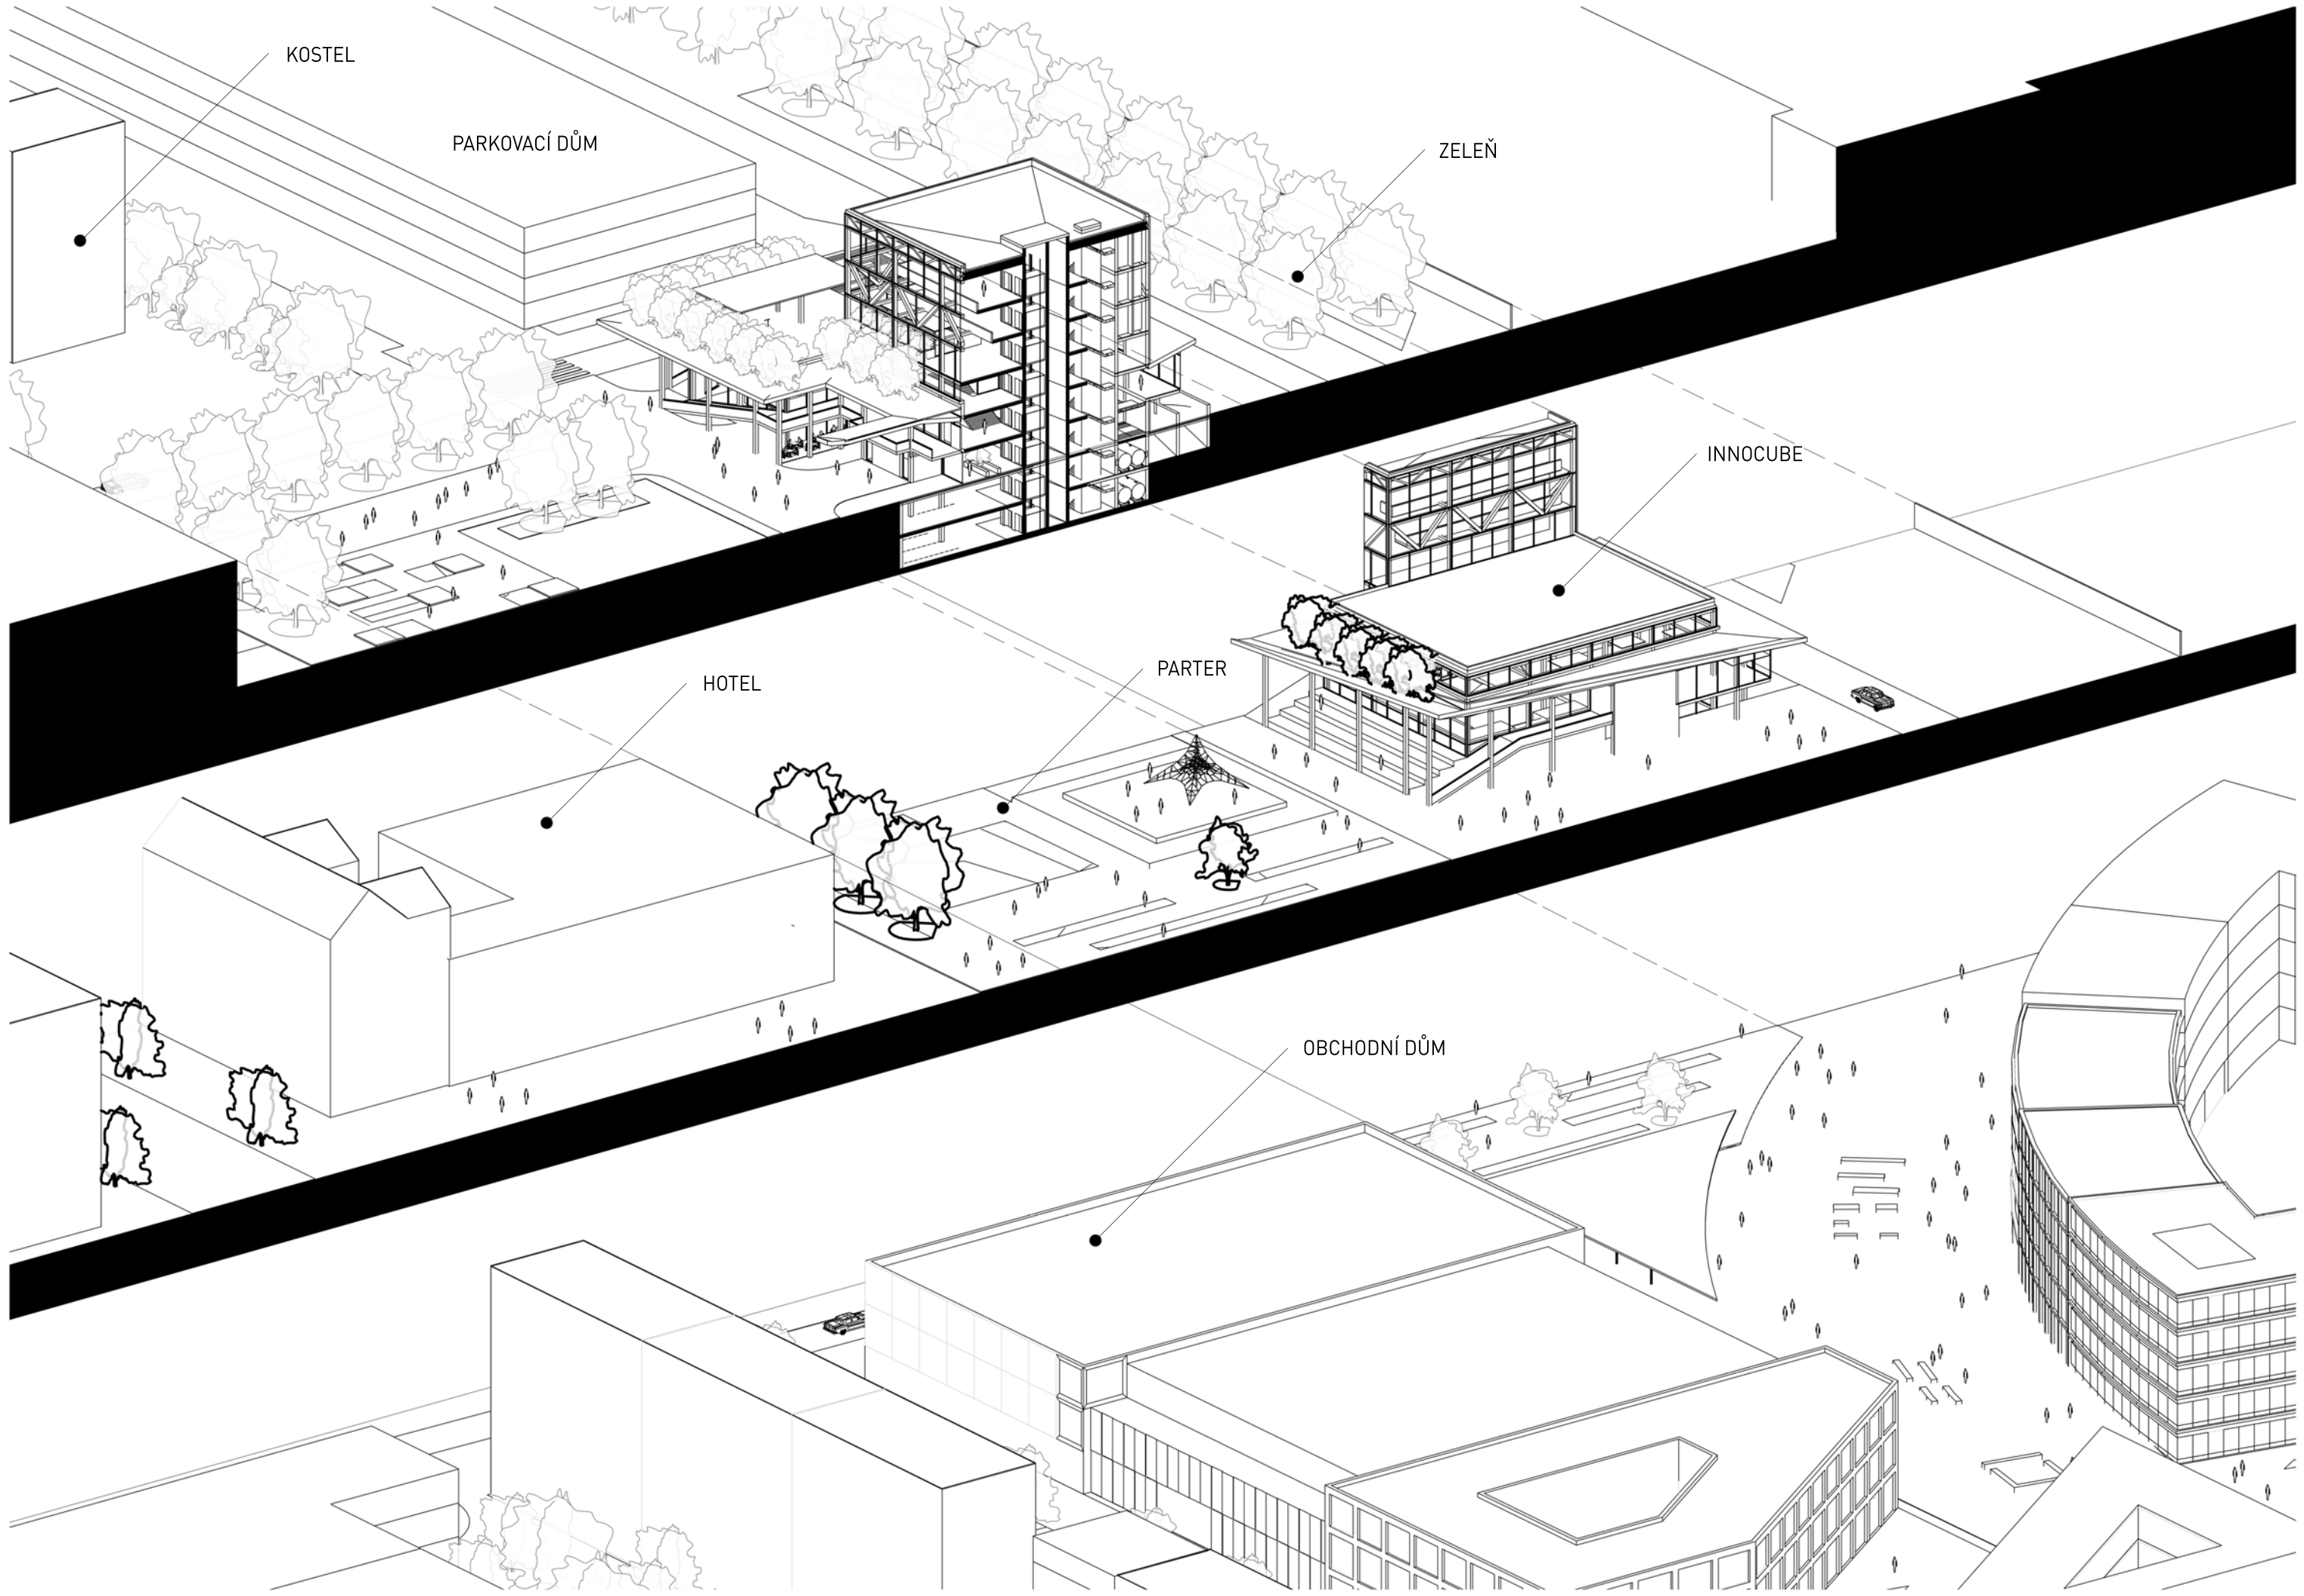 KOSTEL
PARKOVACÍ DŮM
ZELEŇ
INNOCUBE
PARTER
HOTEL
OBCHODNÍ DŮM